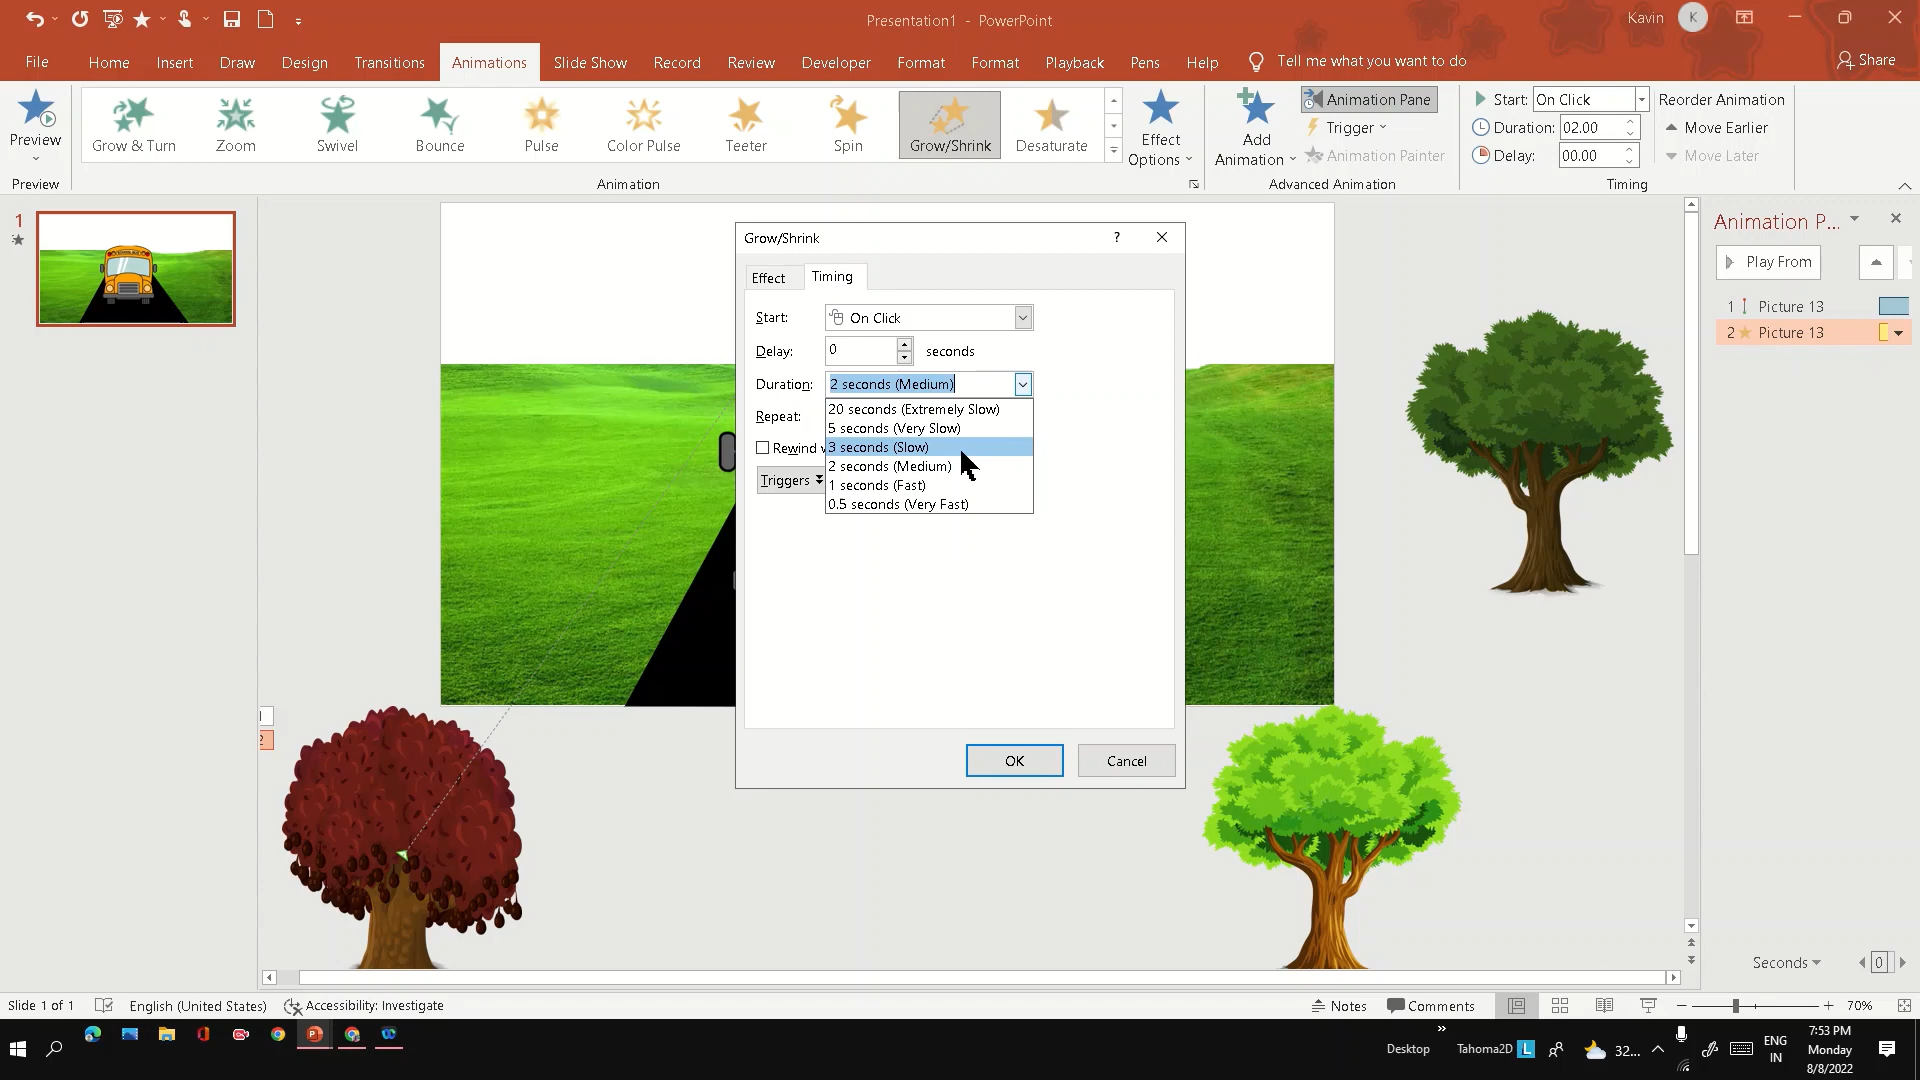 Presentation1 - PowerPoint
Kavin
K
File
Home
Insert
Draw
Design
Transitions
Animations
Slide Show
Record
Review
Developer
Format
Format
Playback
Pens
Help
Tell me what you want to do
Share
Preview
Grow & Turn
Zoom
Swivel
Bounce
Pulse
Color Pulse
Teeter
Spin
Grow/Shrink
Desaturate
Effect
Options
Add
Animation
Animation Pane
Trigger
Animation Painter
Start: On Click
Duration: 02.00
Delay: 00.00
Reorder Animation
Move Earlier
Move Later
Preview
Animation
Advanced Animation
Timing
1
SCHOOL BUS
Grow/Shrink
?
Effect
Timing
Start: On Click
Delay: 0 seconds
Duration: 2 seconds (Medium)
Repeat:
20 seconds (Extremely Slow)
5 seconds (Very Slow)
3 seconds (Slow)
2 seconds (Medium)
1 seconds (Fast)
0.5 seconds (Very Fast)
Rewind
Triggers
OK
Cancel
Animation P...
Play From
1 Picture 13
2 Picture 13
Seconds
0
Slide 1 of 1
English (United States)
Accessibility: Investigate
Notes
Comments
70%
Desktop
»
Tahoma2D
L
32...
ENG
IN
7:53 PM
Monday
8/8/2022